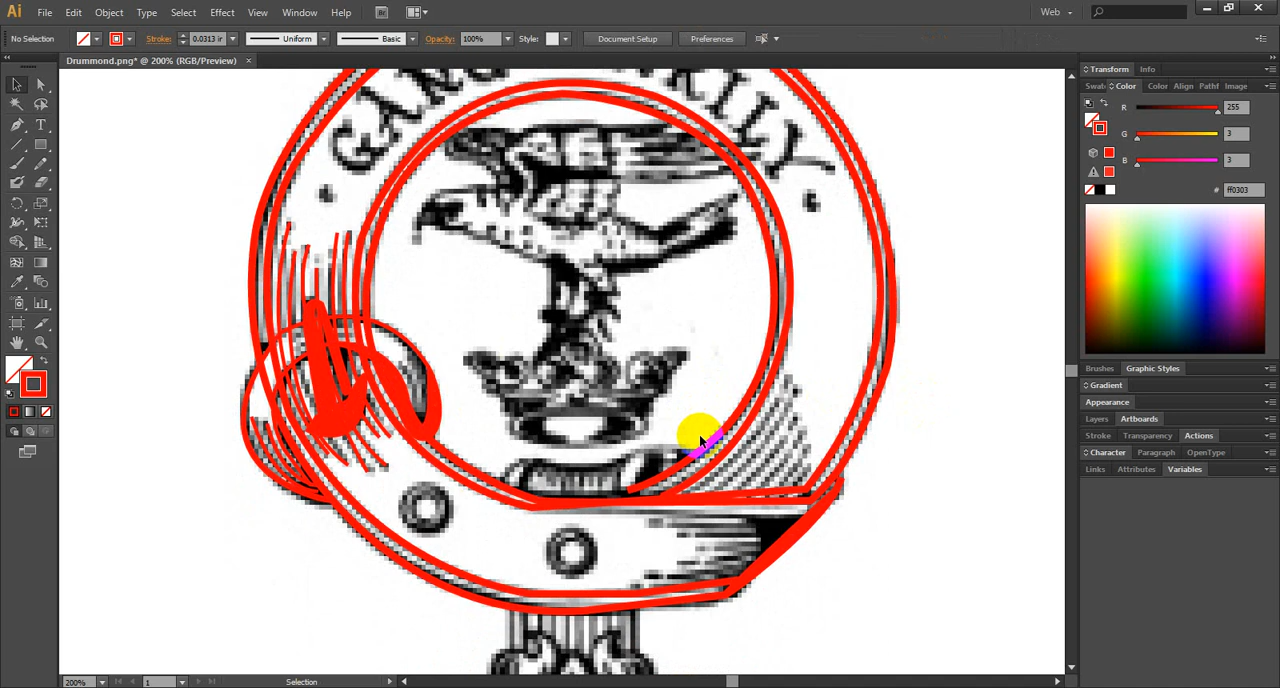 Ai File Edit Object Type Select Effect View Window Help Br Web
No Selection Stroke: 0.0313 in Uniform Basic Opacity: 100% Style: Document Setup Preferences
Drummond.png* @ 200% (RGB/Preview) ×
Transform Info
Swat Color Color Align Pathf Image
R 255
G 3
B 3
# ff0303
Brushes Graphic Styles
Gradient
Appearance
Layers Artboards
Stroke Transparency Actions
Character Paragraph OpenType
Links Attributes Variables
200% 1 Selection